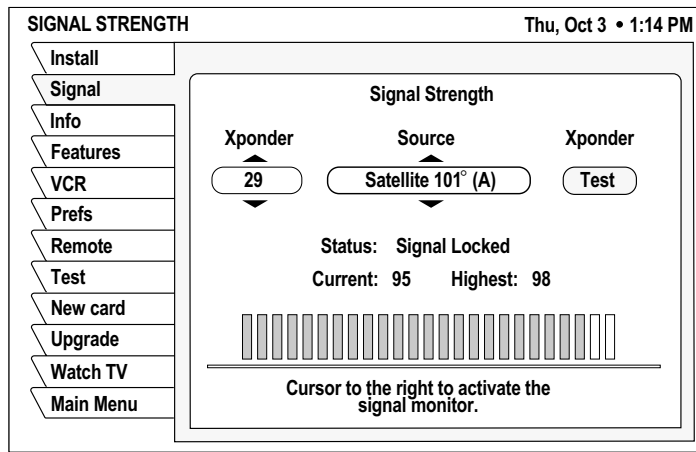 SIGNAL STRENGTH
Thu, Oct 3 • 1:14 PM
Install
Signal
Info
Features
VCR
Prefs
Remote
Test
New card
Upgrade
Watch TV
Main Menu
Signal Strength
Xponder Source Xponder
29 Satellite 101° (A) Test
Status: Signal Locked
Current: 95 Highest: 98
Cursor to the right to activate the
signal monitor.